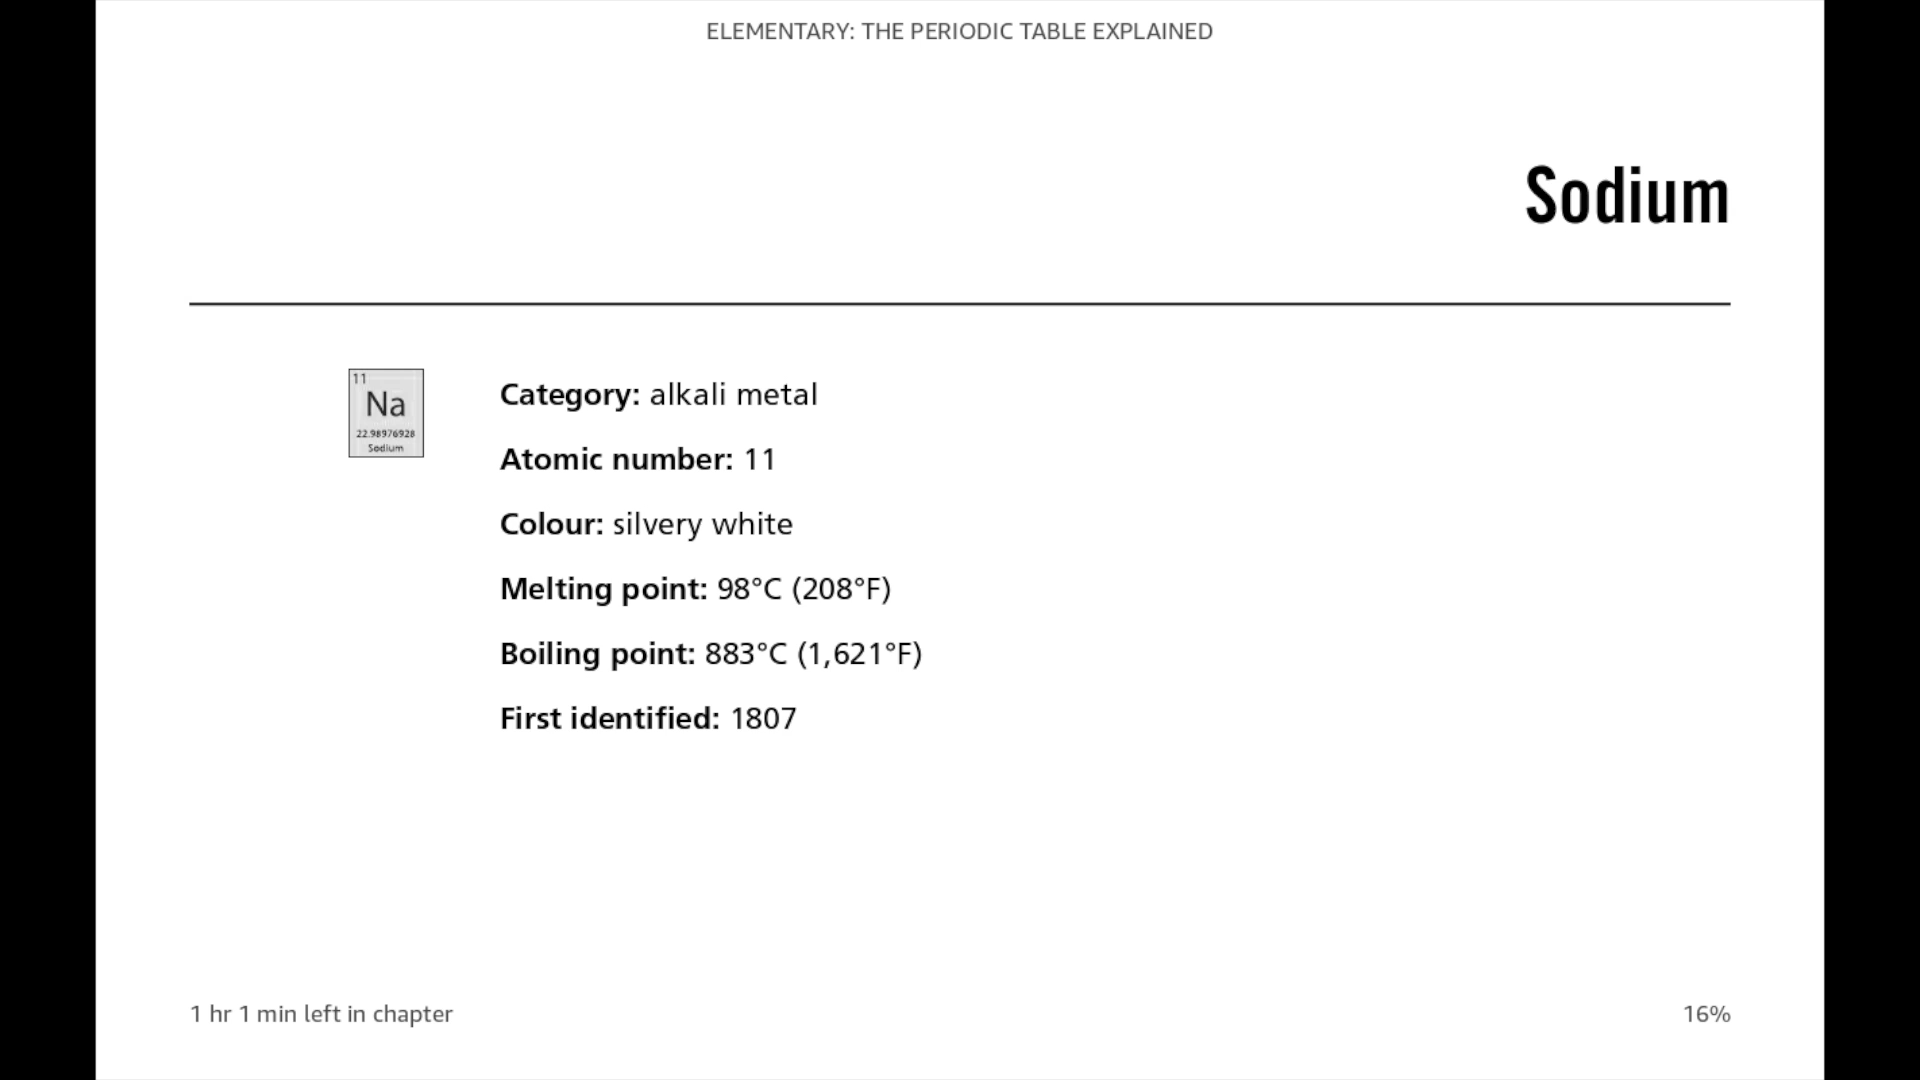 ELEMENTARY: THE PERIODIC TABLE EXPLAINED
Sodium
11
Na
22.98976928
Sodium
Category: alkali metal
Atomic number: 11
Colour: silvery white
Melting point: 98°C (208°F)
Boiling point: 883°C (1,621°F)
First identified: 1807
1 hr 1 min left in chapter
16%